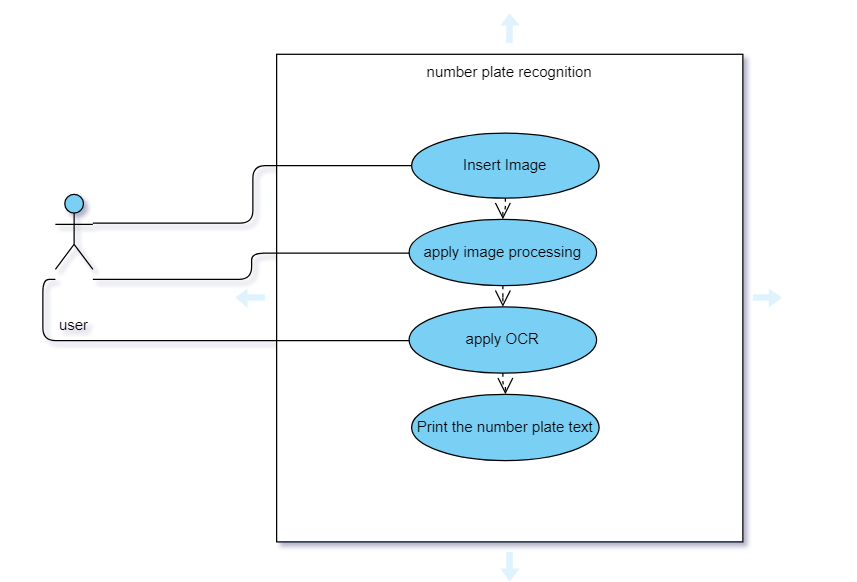 number plate recognition
Insert Image
apply image processing
user
apply OCR
Print the number plate text